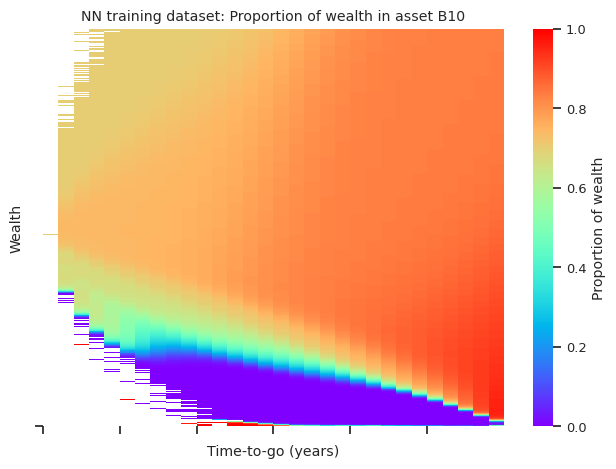 NN training dataset: Proportion of wealth in asset B10
Wealth
Time-to-go (years)
1.0
0.8
0.6
0.4
0.2
0.0
Proportion of wealth